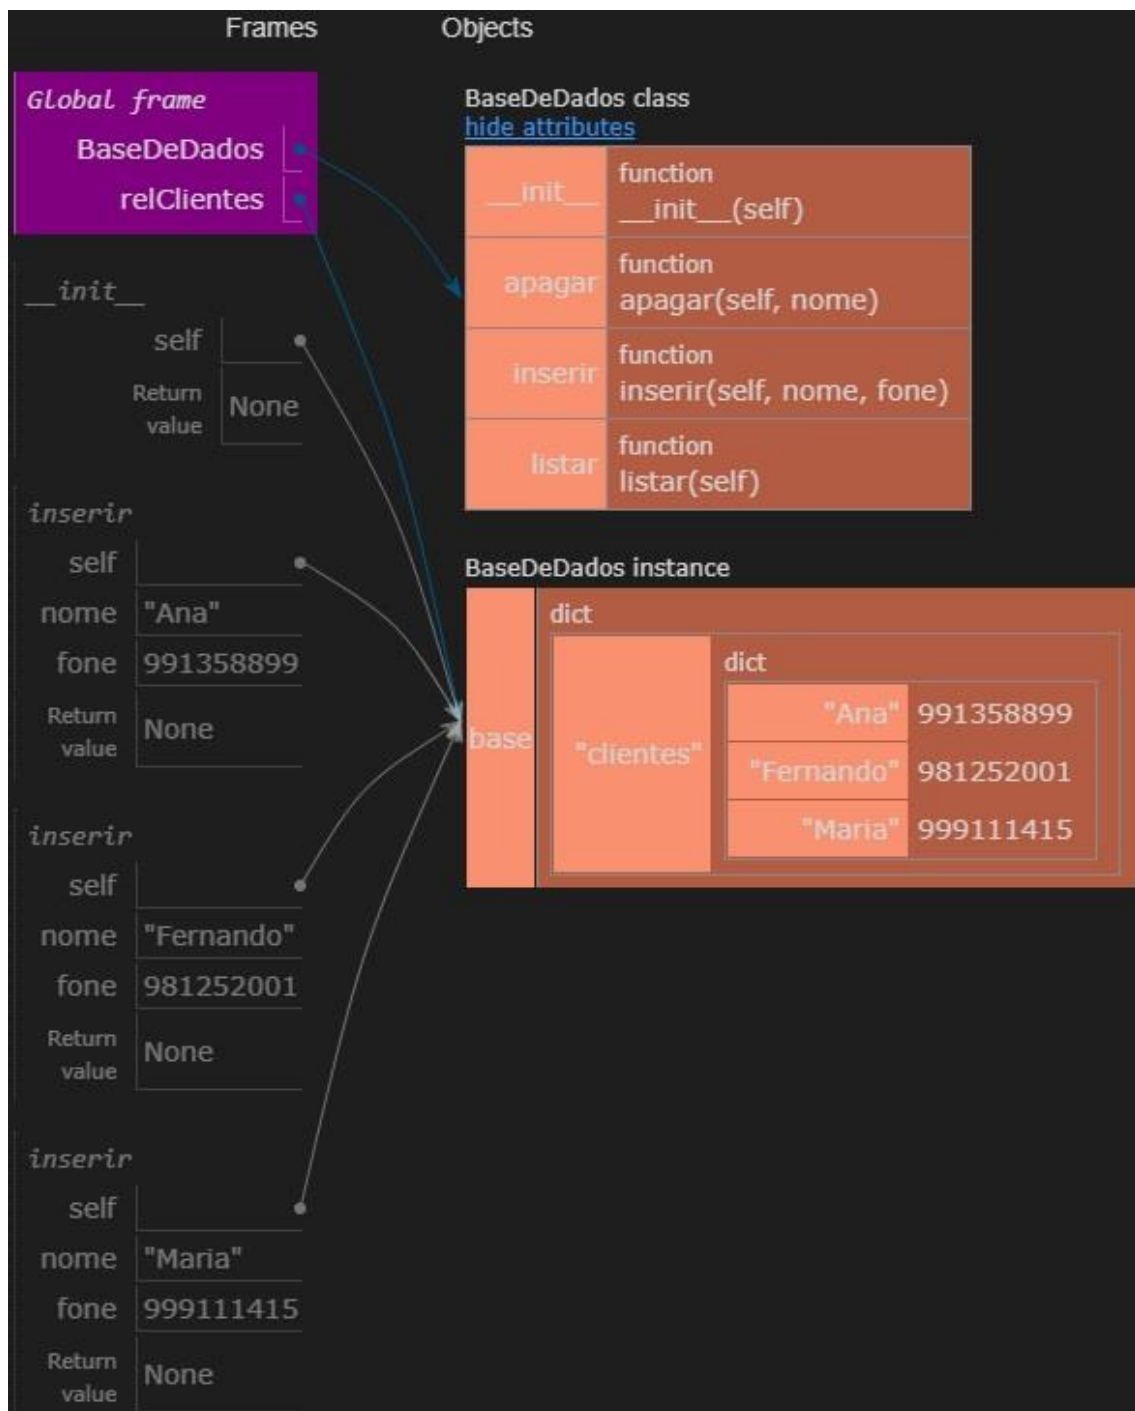 Frames Objects
Global frame
BaseDeDados
relClientes
__init__
self
Return
value
None
inserir
self
nome "Ana"
fone 991358899
Return
value
None
inserir
self
nome "Fernando"
fone 981252001
Return
value
None
inserir
self
nome "Maria"
fone 999111415
Return
value
None
BaseDeDados class
hide attributes
__init__
function
__init__(self)
apagar
function
apagar(self, nome)
inserir
function
inserir(self, nome, fone)
listar
function
listar(self)
BaseDeDados instance
base
dict
"clientes"
dict
"Ana" 991358899
"Fernando" 981252001
"Maria" 999111415